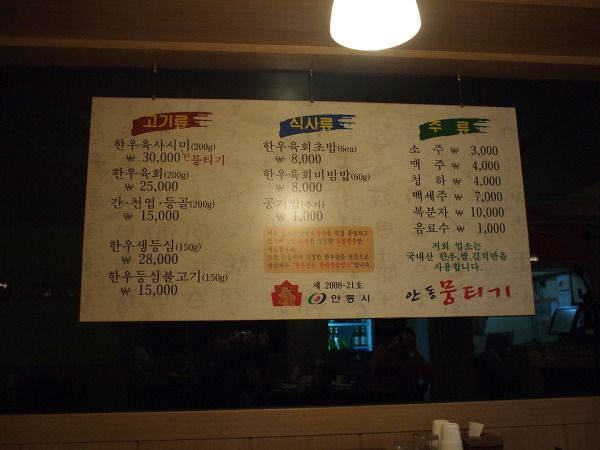 고기류
한우육사시미(200g)
₩ 30,000 뭉티기
한우육회(200g)
₩ 25,000
간·천엽·등골(200g)
₩ 15,000
한우생등심(150g)
₩ 28,000
한우등심불고기(150g)
₩ 15,000
식사류
한우육회초밥(6ea)
₩ 8,000
한우육회비빔밥(60g)
₩ 8,000
공기밥(추가)
₩ 1,000
제 2008-21호
안동시
주 류
소 주 ₩ 3,000
맥 주 ₩ 4,000
청 하 ₩ 4,000
백세주 ₩ 7,000
복분자 ₩ 10,000
음료수 ₩ 1,000
저희 업소는
국내산 한우,쌀,김치만을
사용합니다.
안동뭉티기